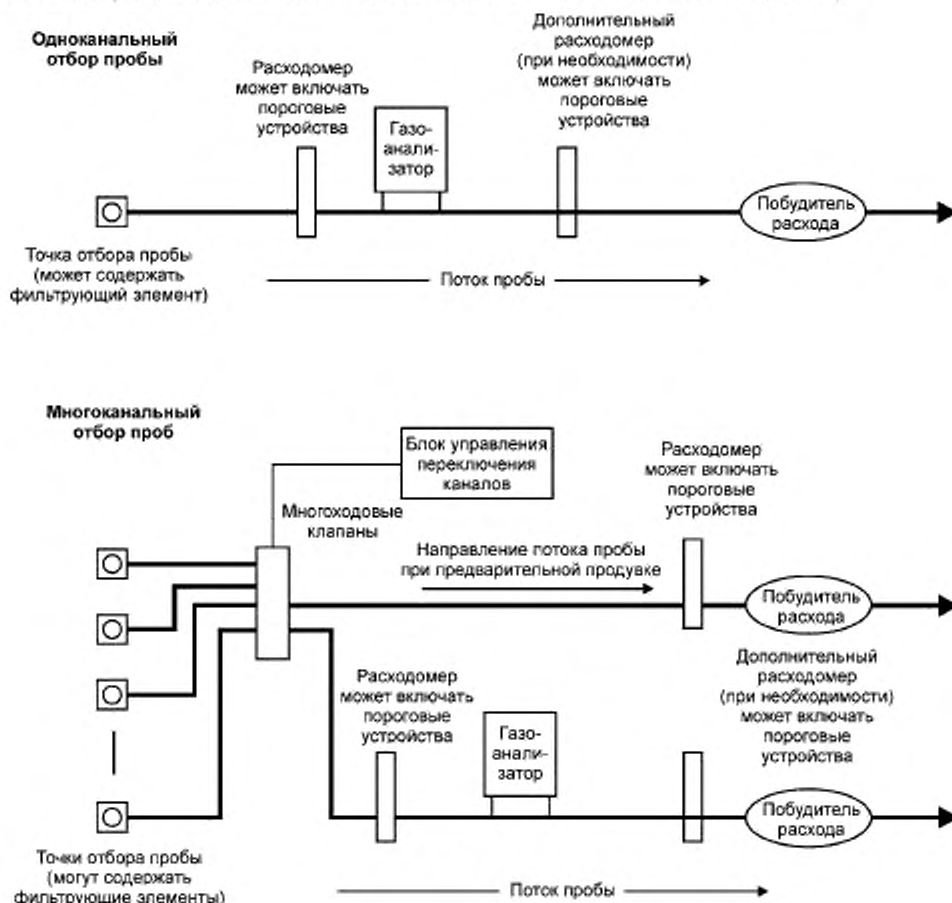 Одноканальный
отбор пробы
Расходомер
может включать
пороговые
устройства
Газо-
анали-
затор
Дополнительный
расходомер
(при необходимости)
может включать
пороговые
устройства
Побудитель
расхода
Точка отбора пробы
(может содержать
фильтрующий элемент)
Поток пробы
Многоканальный
отбор проб
Блок управления
переключения
каналов
Многоходовые
клапаны
Направление потока пробы
при предварительной продувке
Расходомер
может включать
пороговые
устройства
Побудитель
расхода
Расходомер
может включать
пороговые
устройства
Газо-
анали-
затор
Дополнительный
расходомер
(при необходимости)
может включать
пороговые
устройства
Побудитель
расхода
Точки отбора пробы
(могут содержать
фильтрующие элементы)
Поток пробы